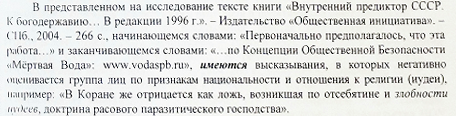 В представленном на исследование тексте книги «Внутренний предиктор СССР.
К богодержавию... В редакции 1996 г.». – Издательство «Общественная инициатива». –
СПб., 2004. – 266 с., начинающемся словами: «Первоначально предполагалось, что эта
работа…» и заканчивающемся словами: «…по Концепции Общественной Безопасности
«Мёртвая Вода»: www.vodaspb.ru», имеются высказывания, в которых негативно
оценивается группа лиц по признакам национальности и отношения к религии (иудеи),
например: «В Коране же отрицается как ложь, возникшая по отсебятине и злобности
иудеев, доктрина расового паразитического господства».